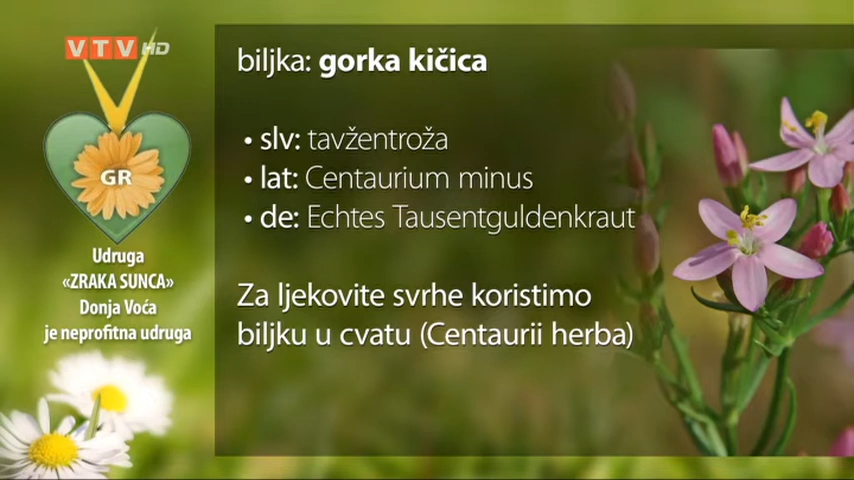 VTV HD
GR
Udruga
«ZRAKA SUNCA»
Donja Voća
je neprofitna udruga
biljka: gorka kičica
• slv: tavžentroža
• lat: Centaurium minus
• de: Echtes Tausentguldenkraut
Za ljekovite svrhe koristimo
biljku u cvatu (Centaurii herba)